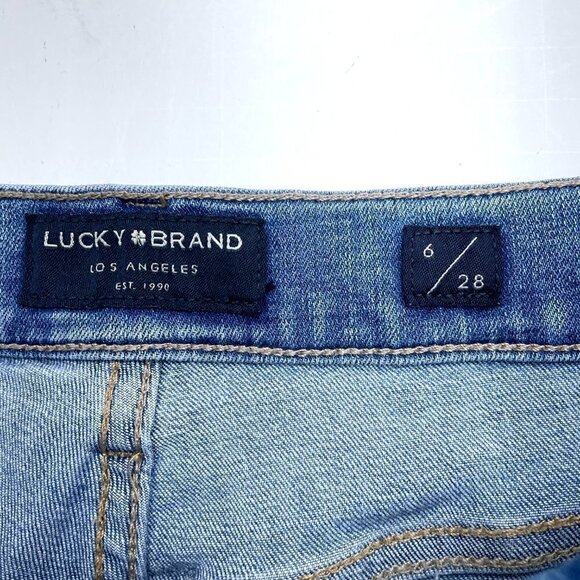 LUCKY BRAND
LOS ANGELES
EST. 1990
6/28